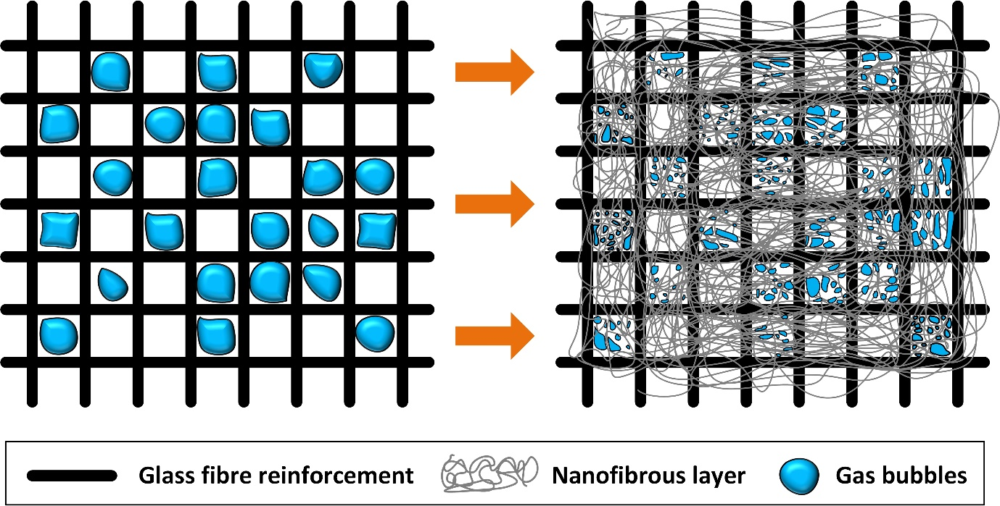 Glass fibre reinforcement Nanofibrous layer Gas bubbles